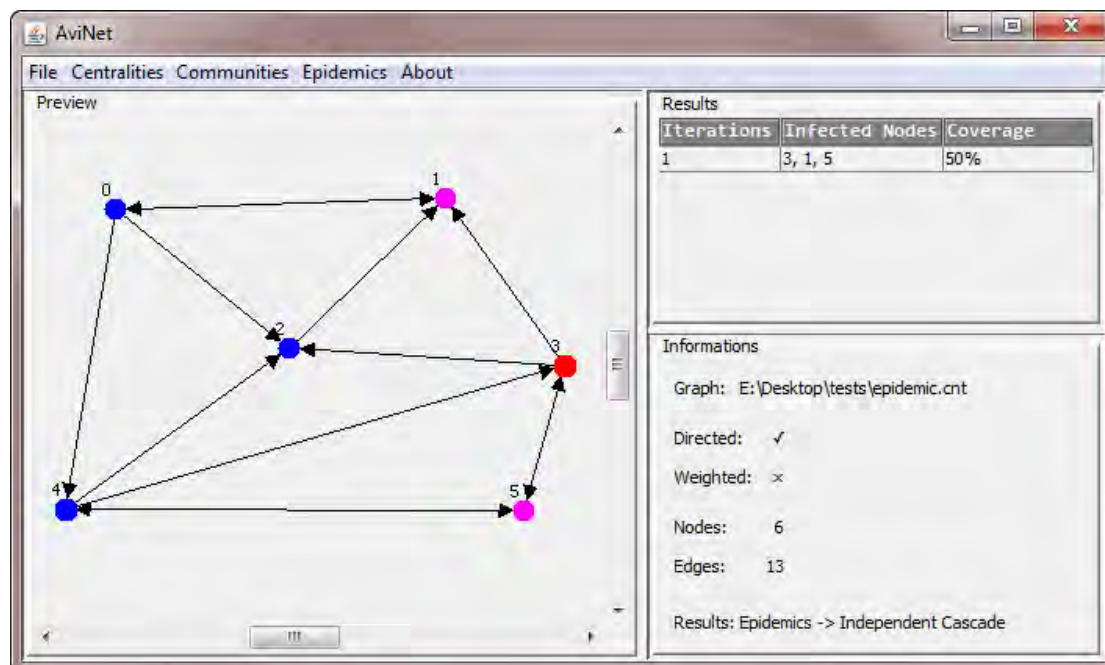 AviNet
File Centralities Communities Epidemics About
Preview
0
1
2
3
4
5
Results
Iterations Infected Nodes Coverage
1 3, 1, 5 50%
Informations
Graph: E:\Desktop\tests\epidemic.cnt
Directed: ✓
Weighted: ×
Nodes: 6
Edges: 13
Results: Epidemics -> Independent Cascade